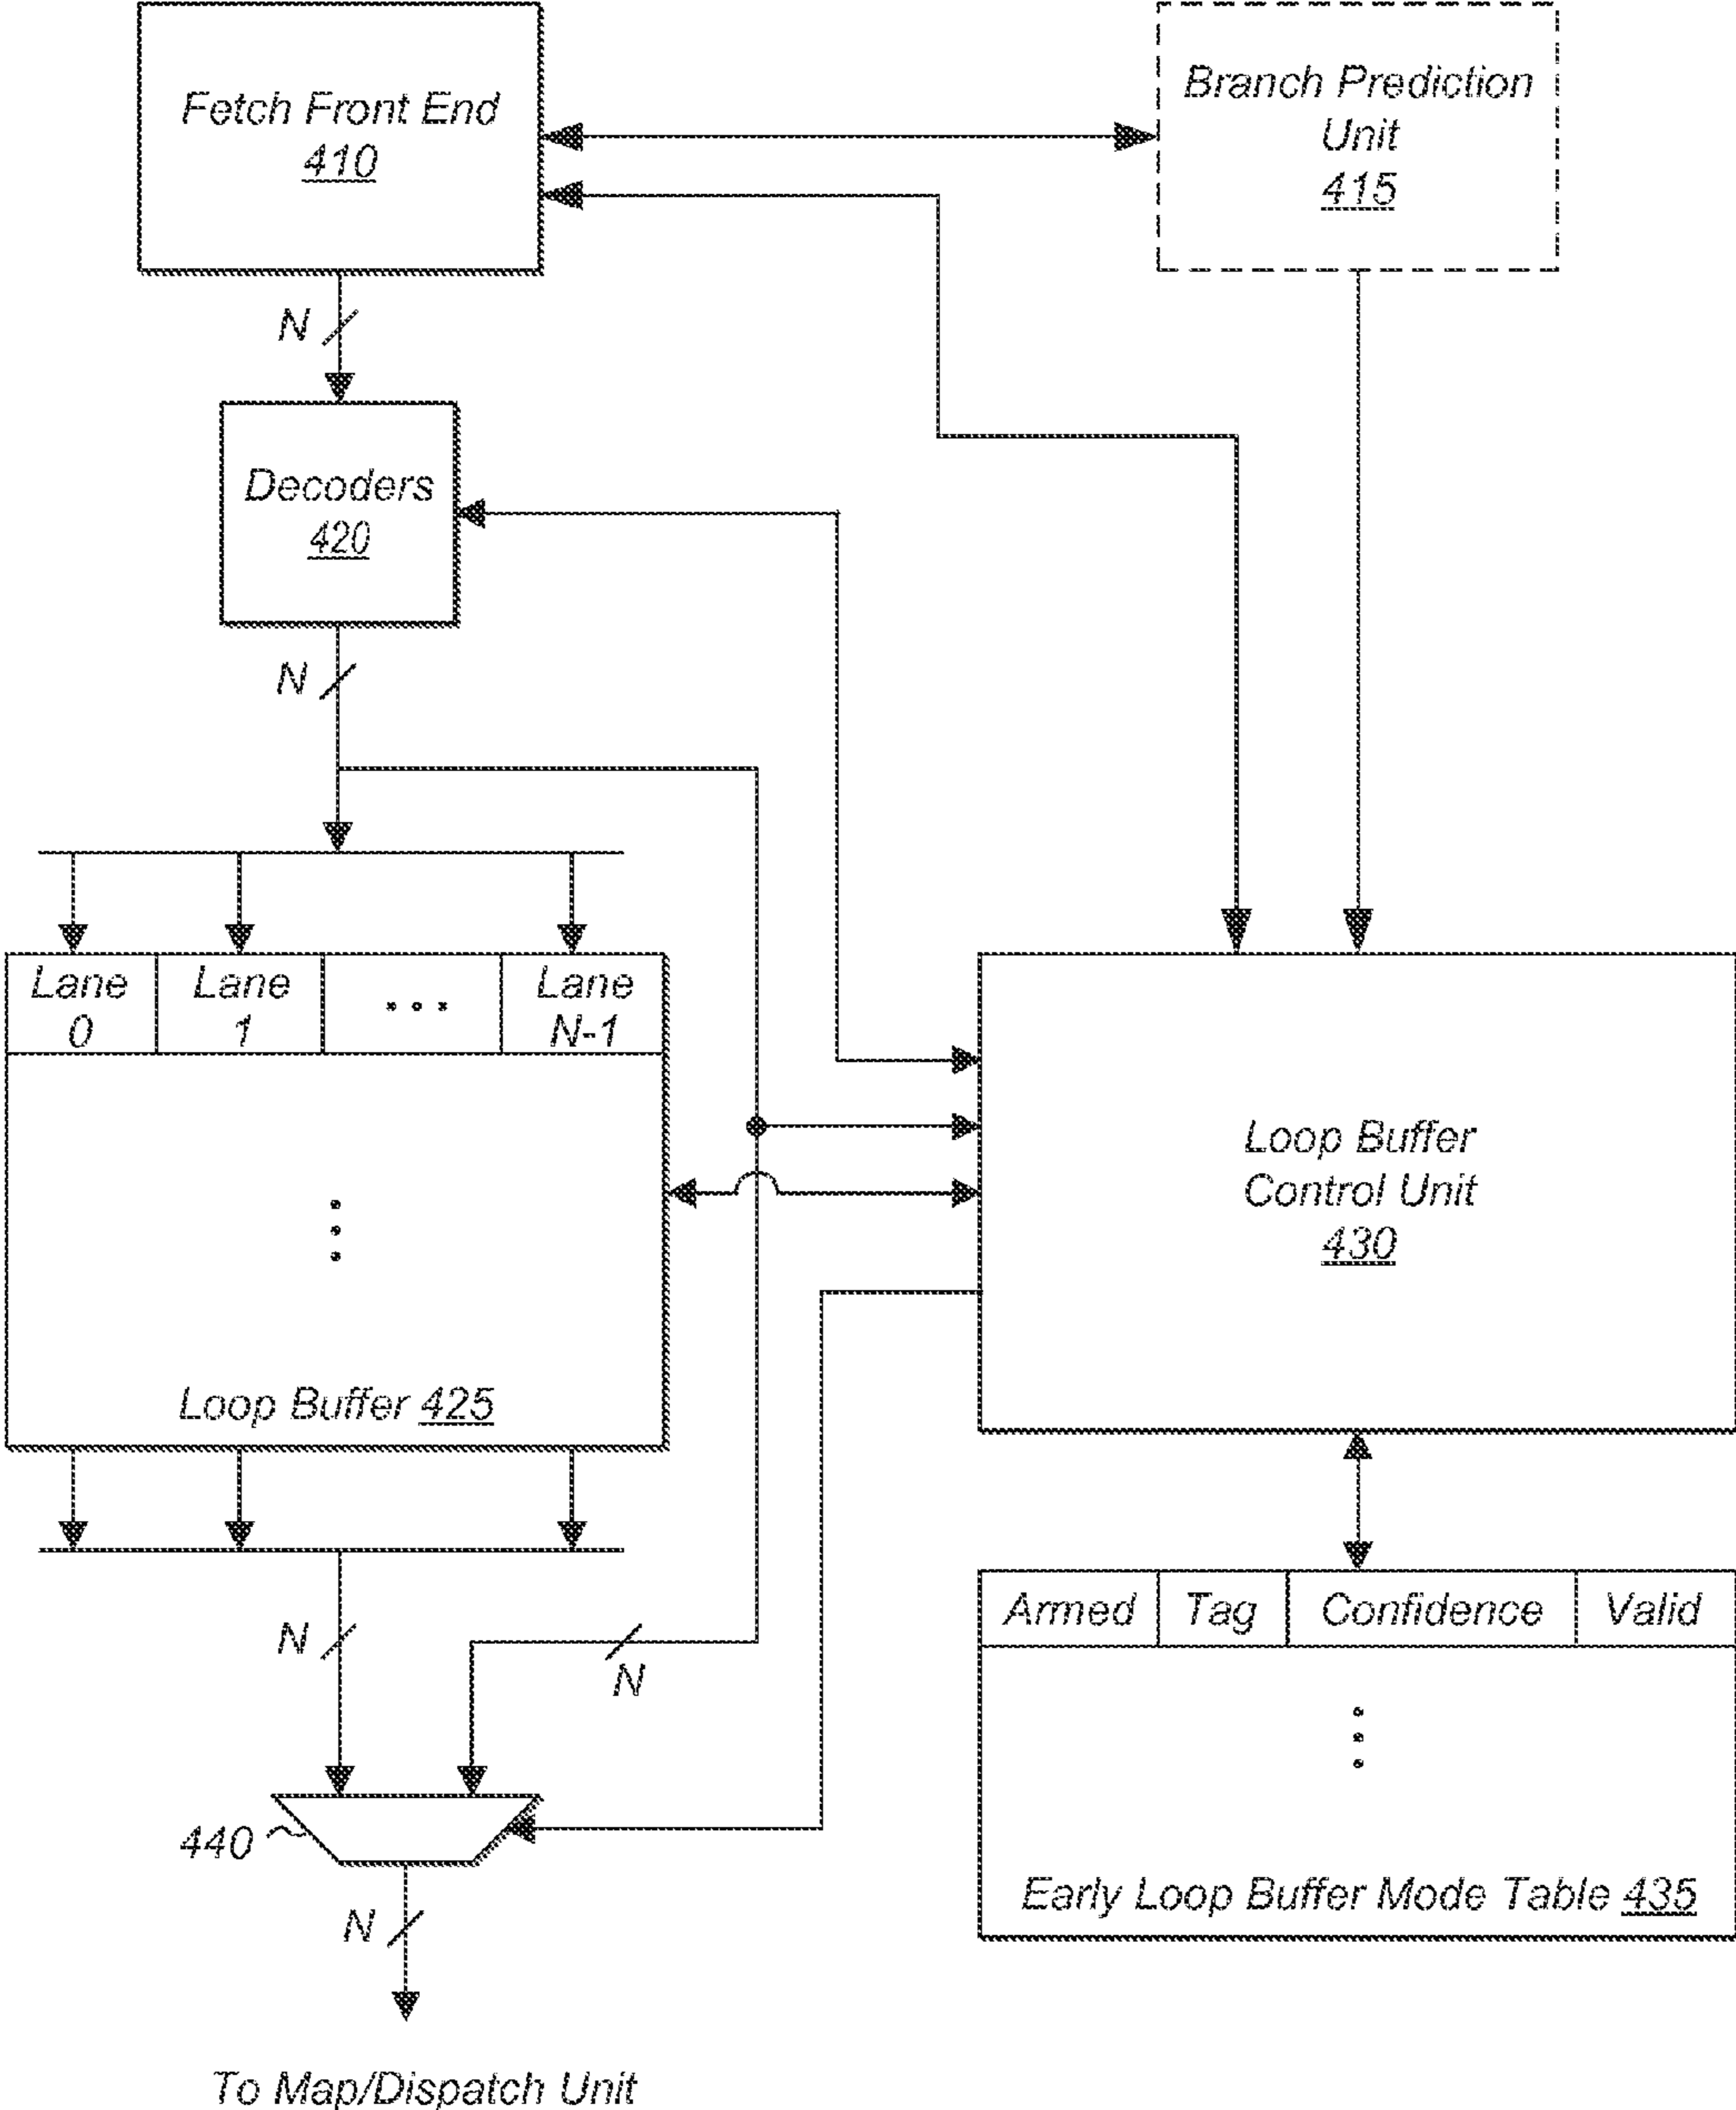 Fetch Front End
410
Branch Prediction
Unit
415
N
Decoders
420
N
Lane
0
Lane
1
Lane
N-1
Loop Buffer
Control Unit
430
Loop Buffer 425
Armed
Tag
Confidence
Valid
N
N
440
Early Loop Buffer Mode Table 435
N
To Map/Dispatch Unit